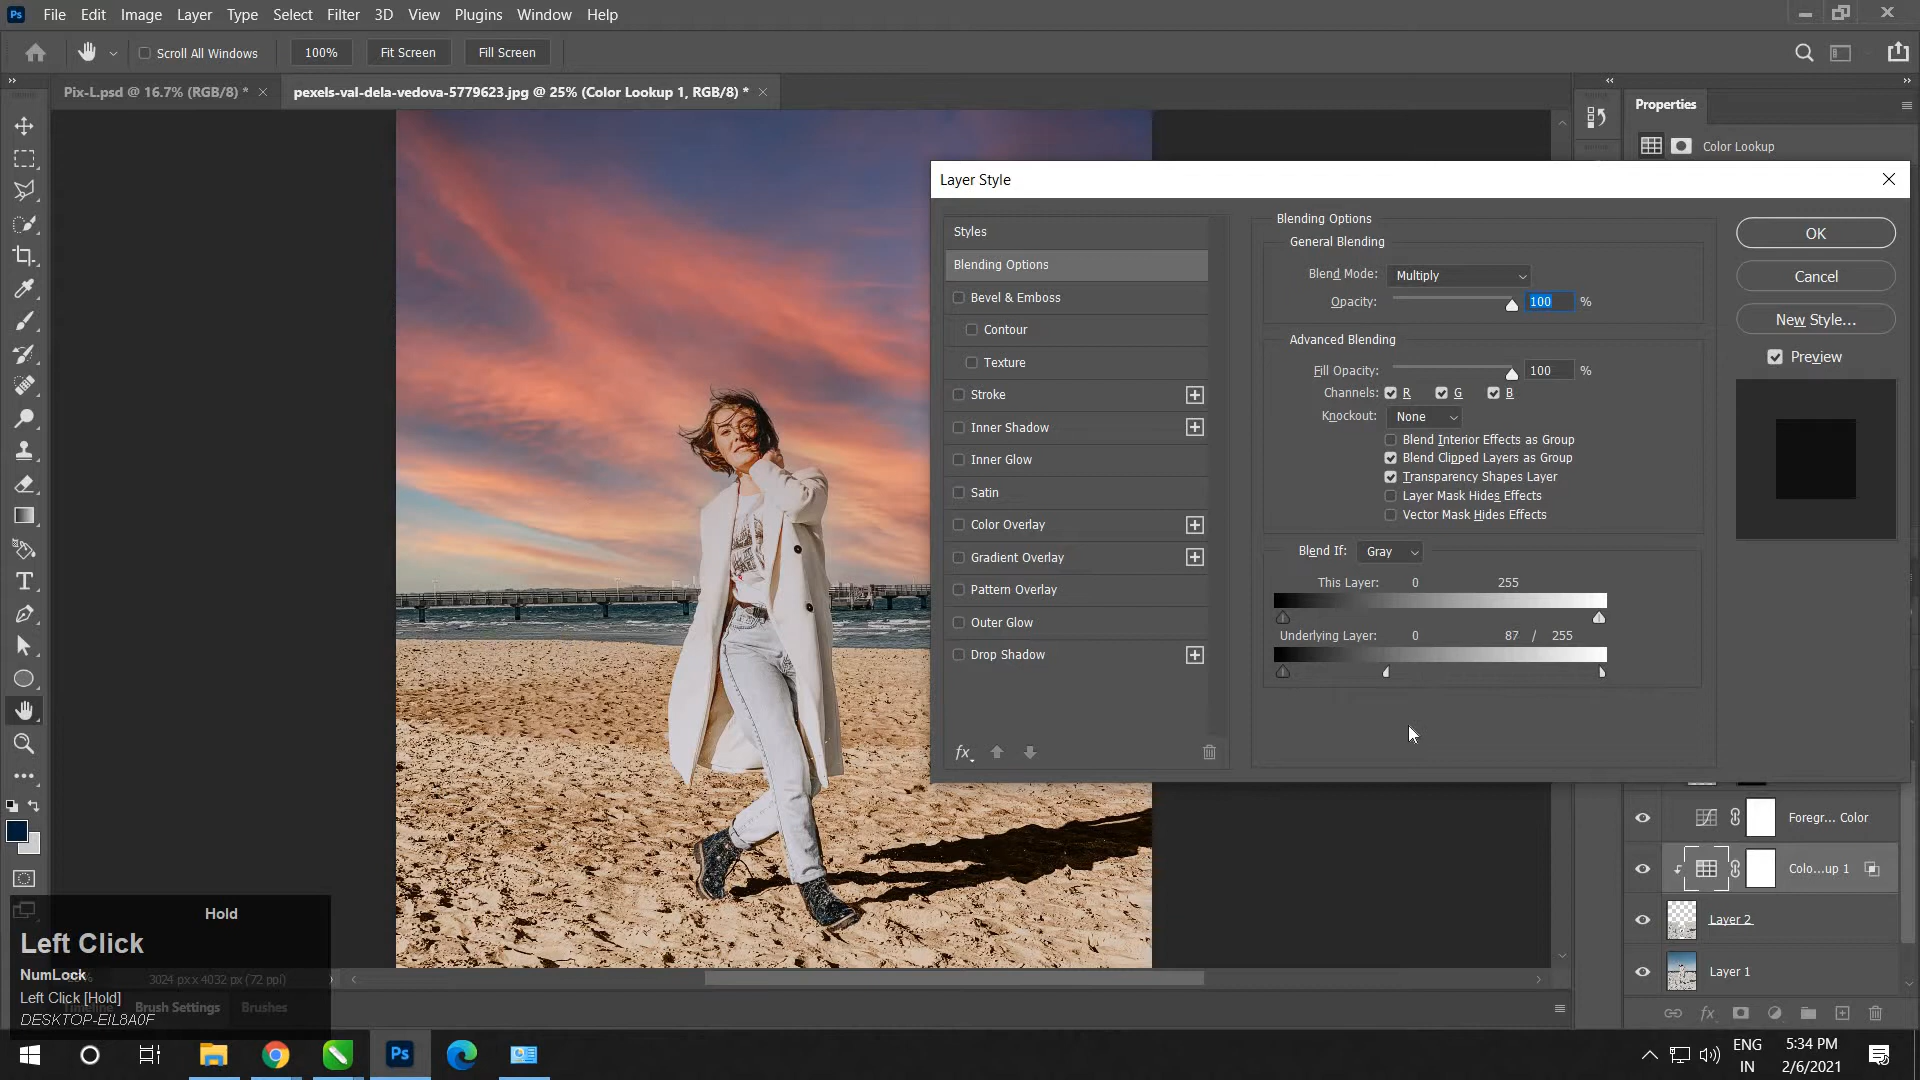 File Edit Image Layer Type Select Filter 3D View Plugins Window Help
Scroll All Windows 100% Fit Screen Fill Screen
Pix-L.psd @ 16.7% (RGB/8) *
pexels-val-dela-vedova-5779623.jpg @ 25% (Color Lookup 1, RGB/8) *
Properties
Color Lookup
Layer Style
Styles
Blending Options
Bevel & Emboss
Contour
Texture
Stroke
Inner Shadow
Inner Glow
Satin
Color Overlay
Gradient Overlay
Pattern Overlay
Outer Glow
Drop Shadow
fx
Blending Options
General Blending
Blend Mode: Multiply
Opacity: 100 %
Advanced Blending
Fill Opacity: 100 %
Channels: R G B
Knockout: None
Blend Interior Effects as Group
Blend Clipped Layers as Group
Transparency Shapes Layer
Layer Mask Hides Effects
Vector Mask Hides Effects
Blend If: Gray
This Layer: 0 255
Underlying Layer: 0 87 / 255
OK
Cancel
New Style...
Preview
Foregr... Color
Colo...up 1
Layer 2
Layer 1
fx
Hold
Left Click
NumLock
Left Click [Hold]
DESKTOP-EIL8A0F
3024 px x 4032 px (72 ppi)
Timeline Brush Settings Brushes
Ps
ENG
IN
5:34 PM
2/6/2021